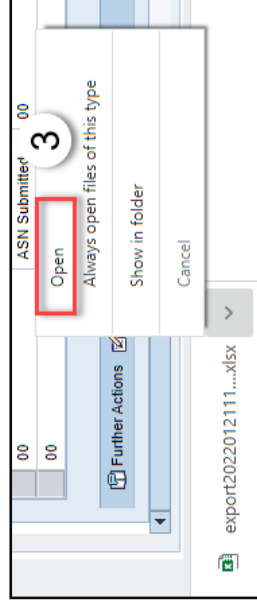 00 ASN Submitted 00
3
00 Open
Always open files of this type
Further Actions Show in folder
Cancel
export2022012111....xlsx